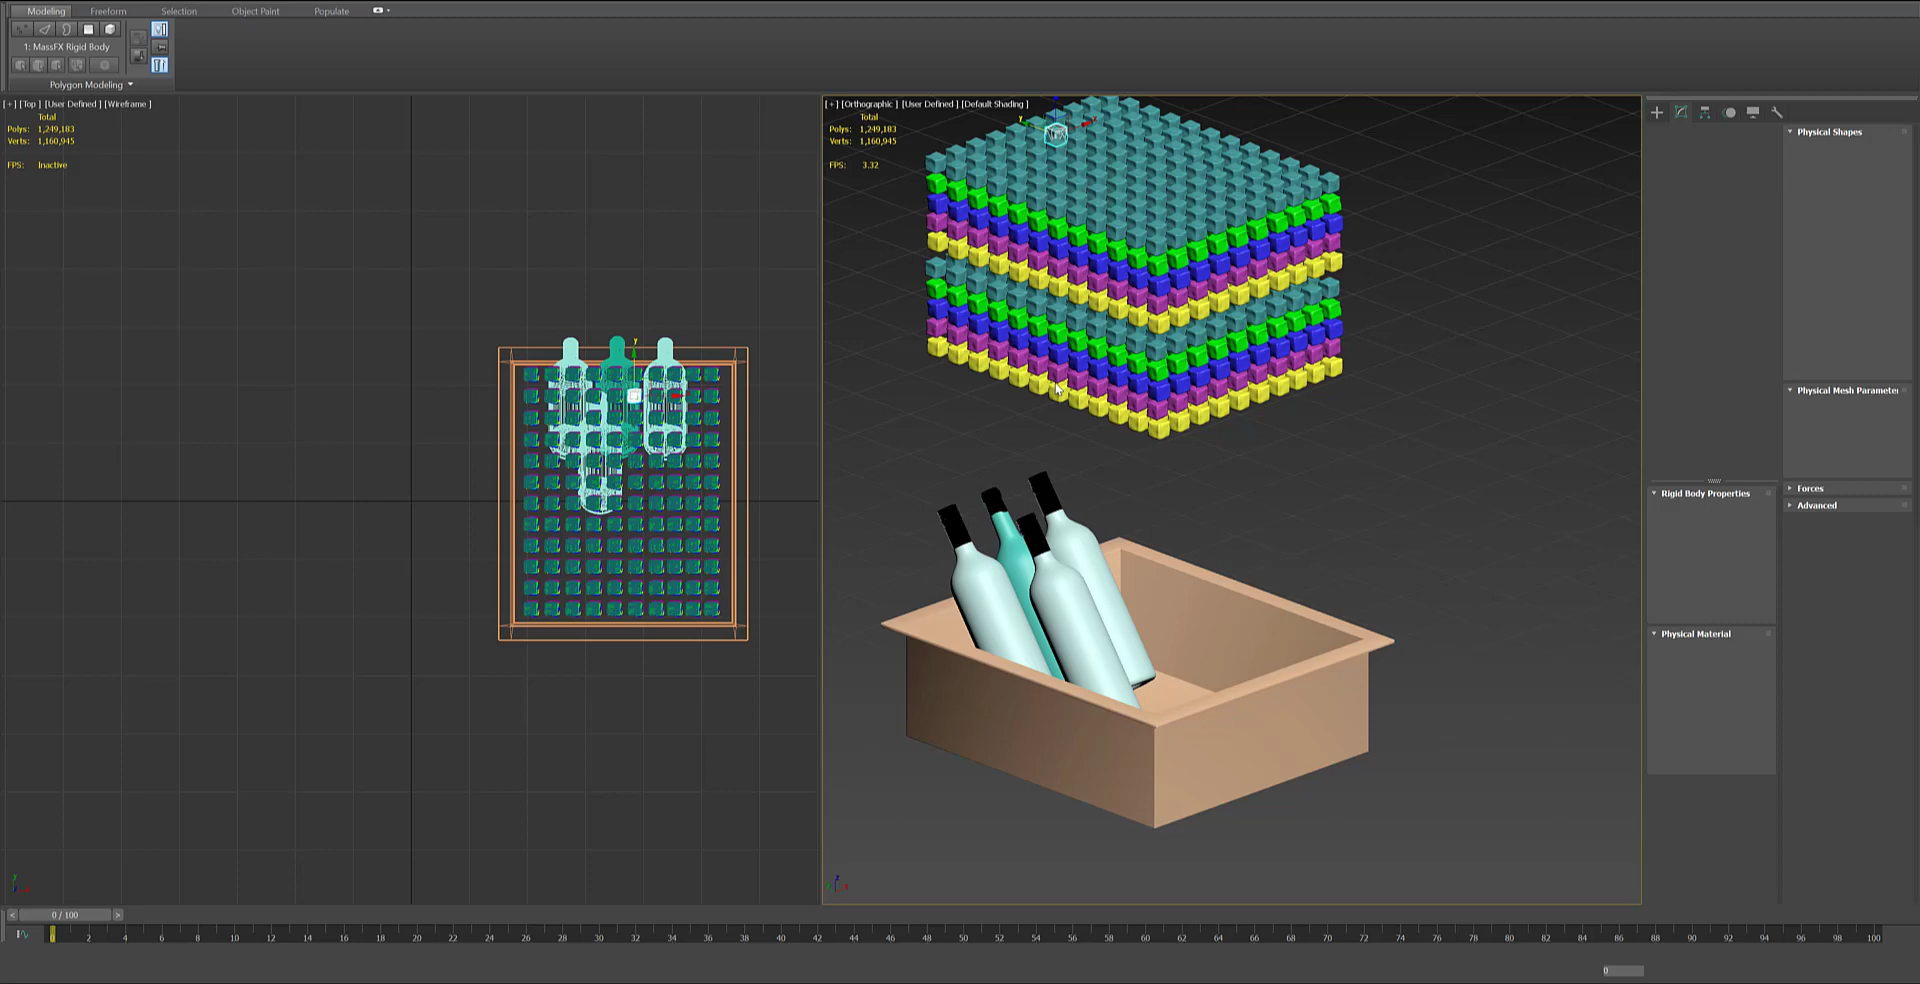 Modeling Freeform Selection Object Paint Populate
1: MassFX Rigid Body
Polygon Modeling
[+] [Top ] [User Defined ] [Wireframe ]
Total
Polys: 1,249,183
Verts: 1,160,945
FPS: Inactive
y
[+] [Orthographic ] [User Defined ] [Default Shading ]
Total
Polys: 1,249,183
Verts: 1,160,945
FPS: 3.32
Physical Shapes
Physical Mesh Parameter
Forces
Advanced
Rigid Body Properties
Physical Material
< 0 / 100 >
0 2 4 6 8 10 12 14 16 18 20 22 24 26 28 30 32 34 36 38 40 42 44 46 48 50 52 54 56 58 60 62 64 66 68 70 72 74 76 78 80 82 84 86 88 90 92 94 96 98 100
0